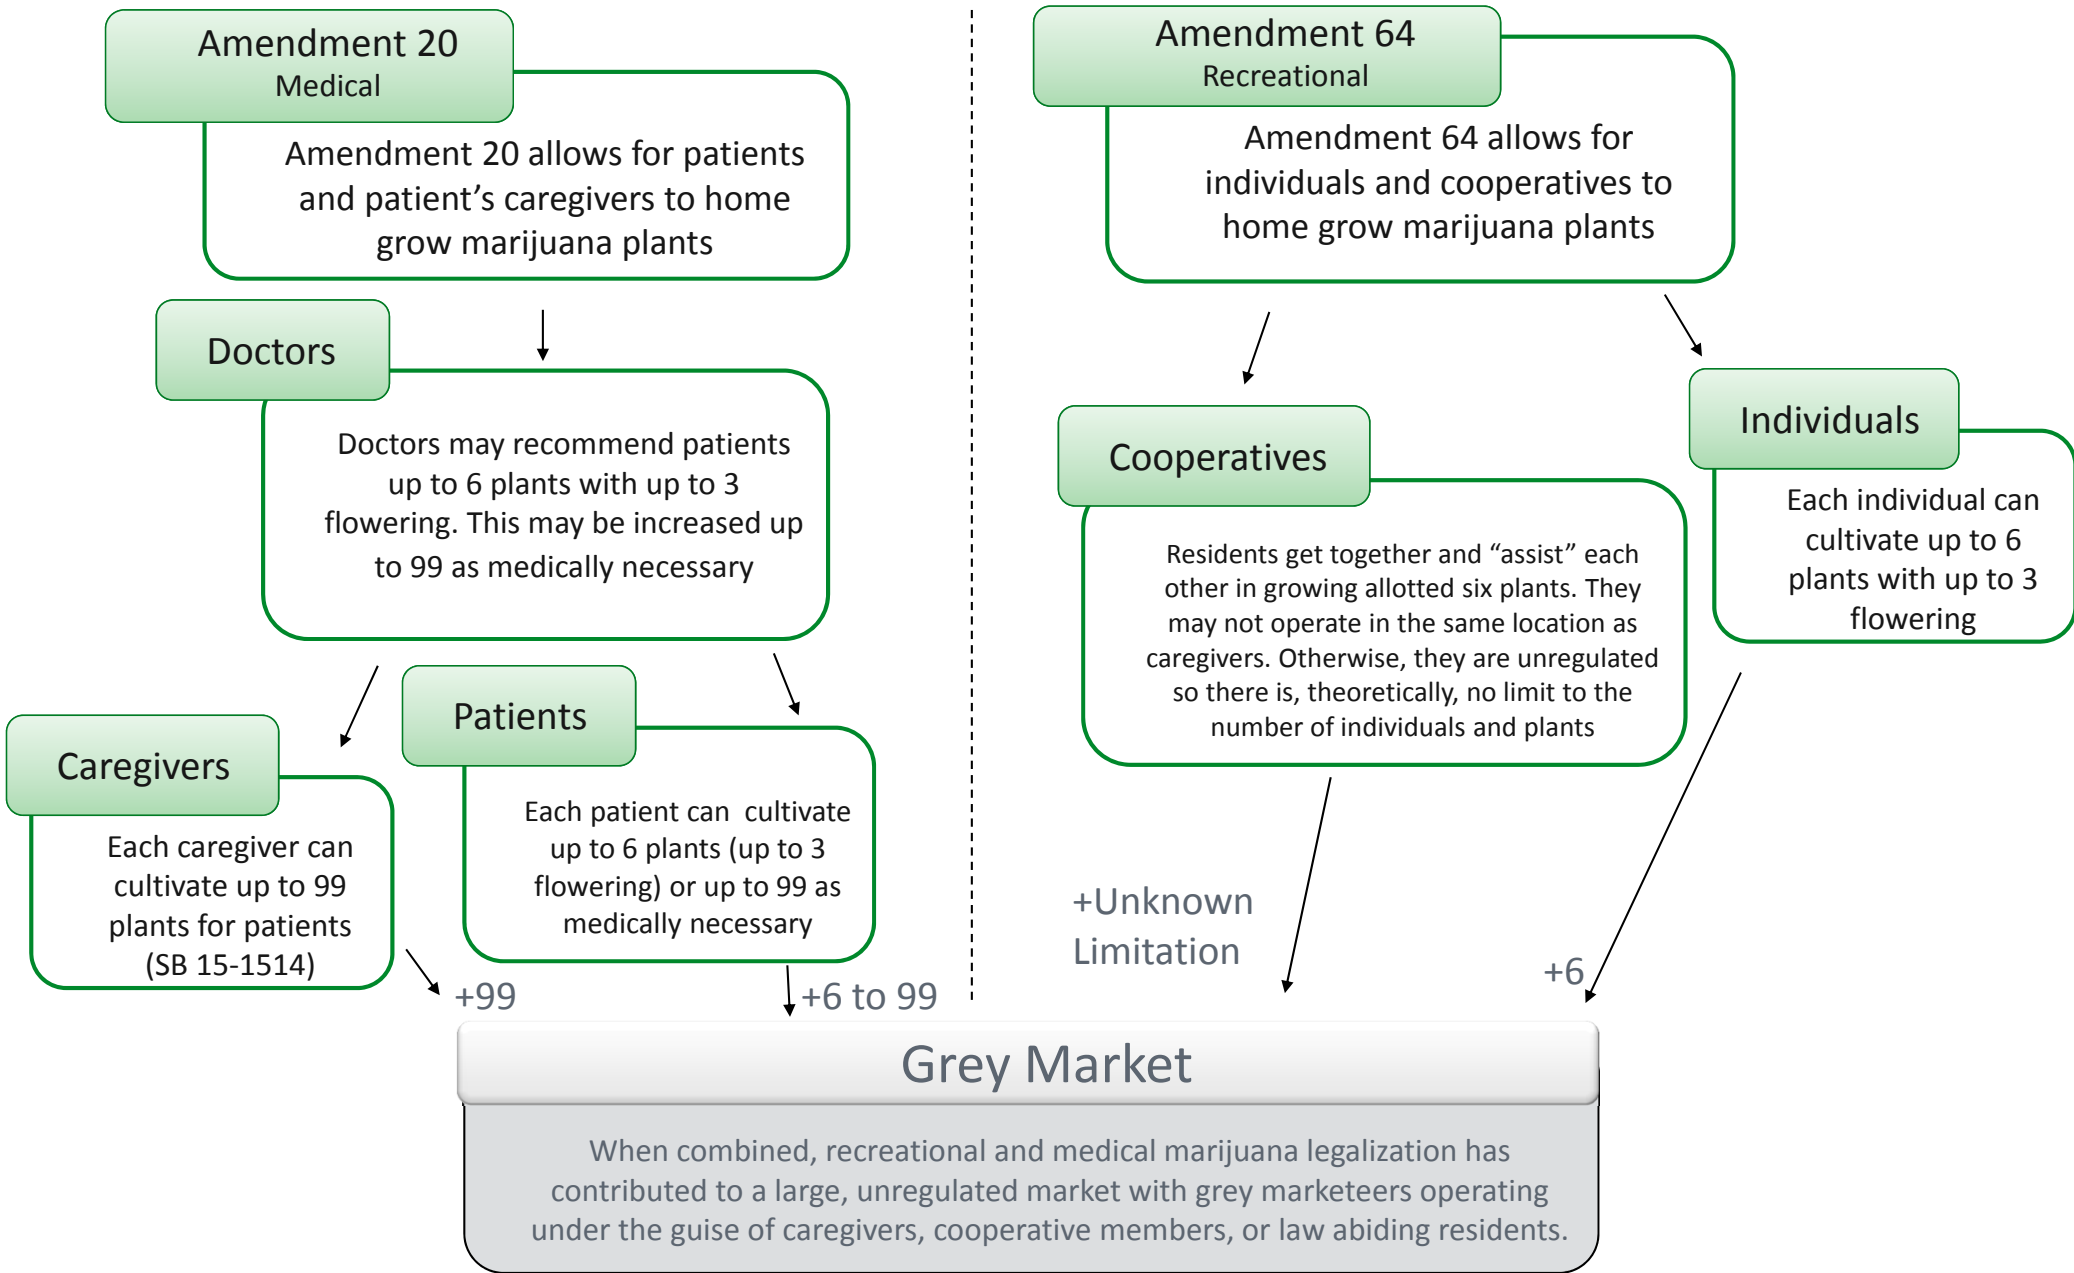 Amendment 20
Medical
Amendment 20 allows for patients
and patient’s caregivers to home
grow marijuana plants
Doctors
Doctors may recommend patients
up to 6 plants with up to 3
flowering. This may be increased up
to 99 as medically necessary
Caregivers
Each caregiver can
cultivate up to 99
plants for patients
(SB 15-1514)
Patients
Each patient can  cultivate
up to 6 plants (up to 3
flowering) or up to 99 as
medically necessary
+99
+6 to 99
Amendment 64
Recreational
Amendment 64 allows for
individuals and cooperatives to
home grow marijuana plants
Cooperatives
Residents get together and “assist” each
other in growing allotted six plants. They
may not operate in the same location as
caregivers. Otherwise, they are unregulated
so there is, theoretically, no limit to the
number of individuals and plants
Individuals
Each individual can
cultivate up to 6
plants with up to 3
flowering
+Unknown
Limitation
+6
Grey Market
When combined, recreational and medical marijuana legalization has
contributed to a large, unregulated market with grey marketeers operating
under the guise of caregivers, cooperative members, or law abiding residents.